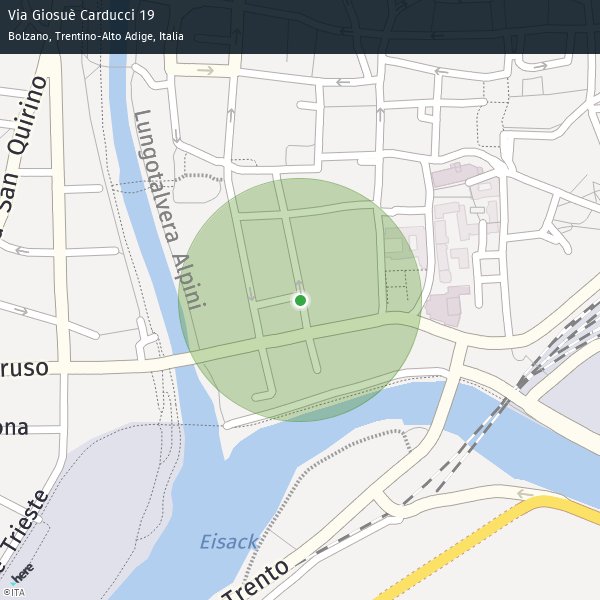 Via Giosuè Carducci 19
Bolzano, Trentino-Alto Adige, Italia
SAN QUIRINO
Lungotalvera Alpini
ruso
ona
Trieste
Eisack
Trento
here
©ITA